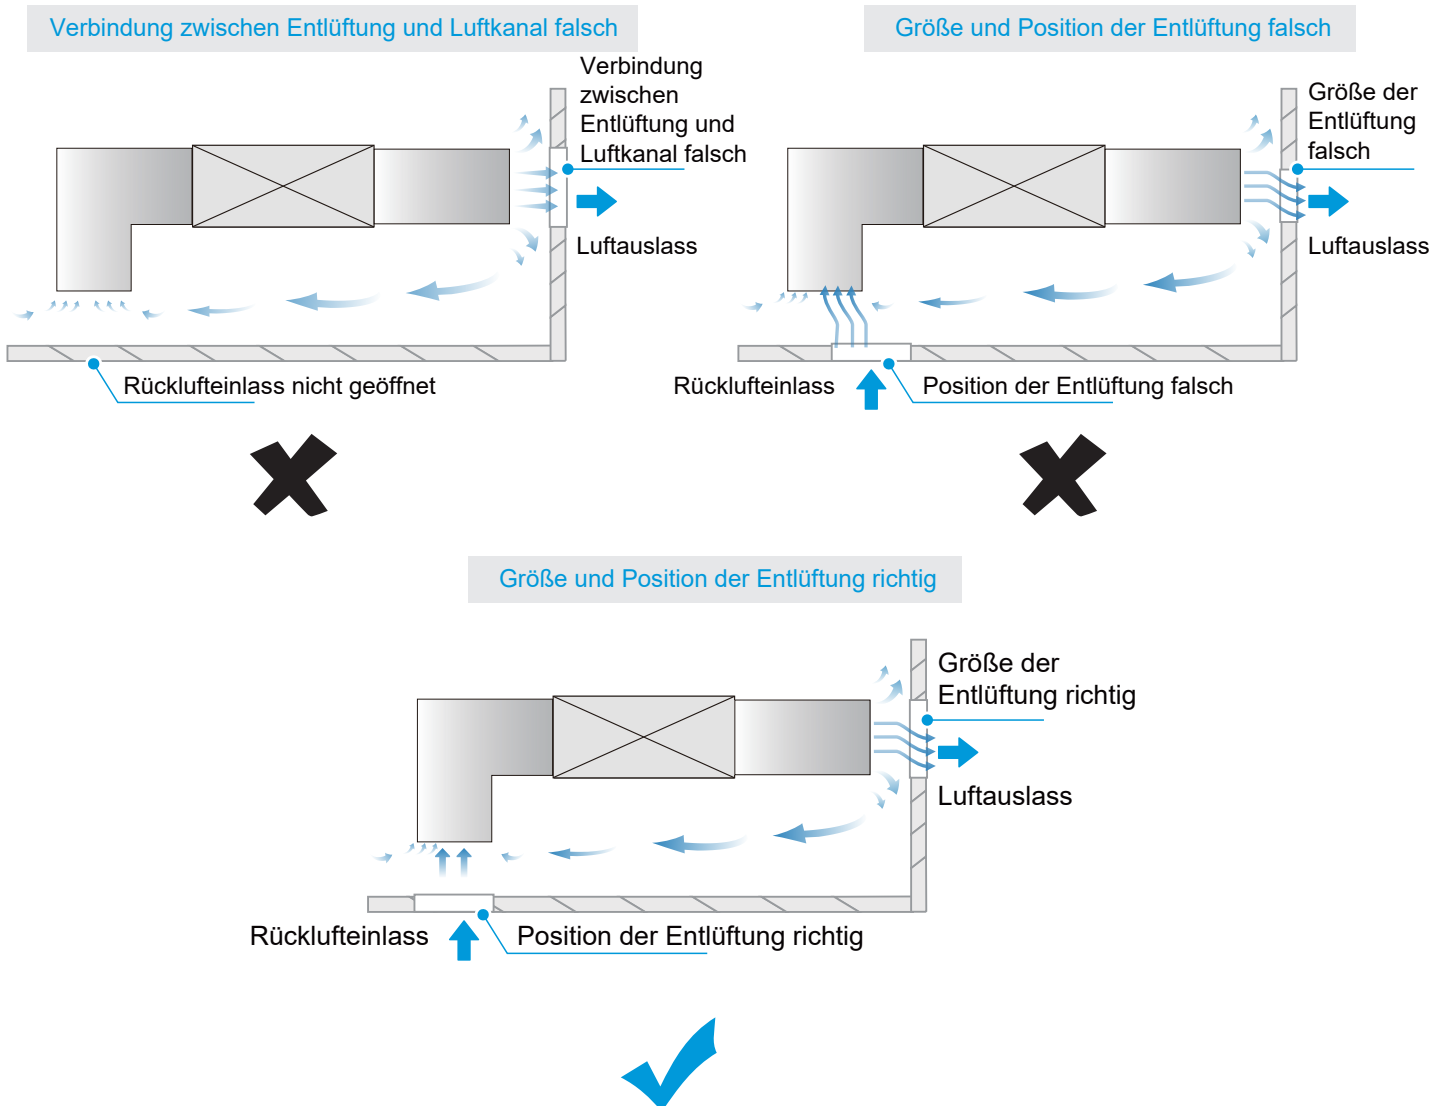 Verbindung zwischen Entlüftung und Luftkanal falsch
Verbindung
zwischen
Entlüftung und
Luftkanal falsch
Luftauslass
Rücklufteinlass nicht geöffnet
Größe und Position der Entlüftung falsch
Größe der
Entlüftung
falsch
Luftauslass
Rücklufteinlass
Position der Entlüftung falsch
Größe und Position der Entlüftung richtig
Größe der
Entlüftung richtig
Luftauslass
Rücklufteinlass
Position der Entlüftung richtig